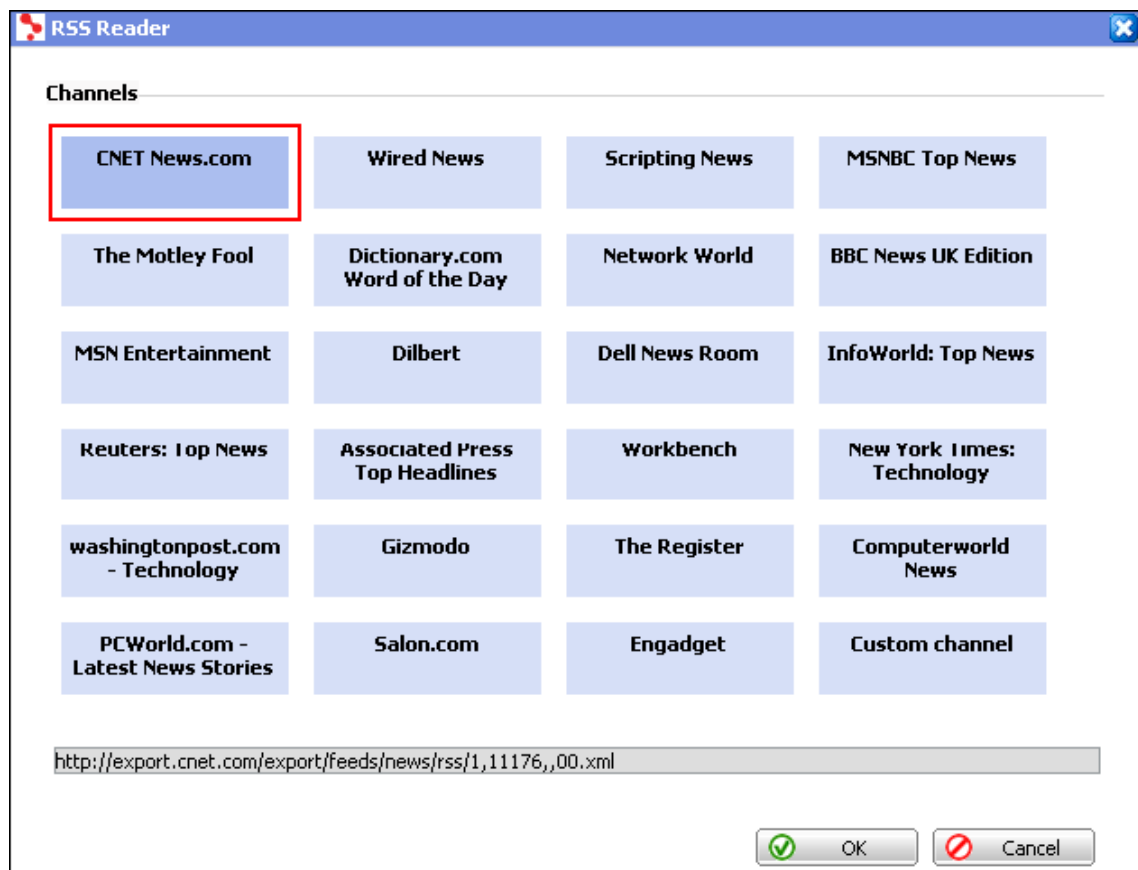 RSS Reader
Channels
CNET News.com
Wired News
Scripting News
MSNBC Top News
The Motley Fool
Dictionary.com
Word of the Day
Network World
BBC News UK Edition
MSN Entertainment
Dilbert
Dell News Room
InfoWorld: Top News
Reuters: Top News
Associated Press
Top Headlines
Workbench
New York Times:
Technology
washingtonpost.com
- Technology
Gizmodo
The Register
Computerworld
News
PCWorld.com -
Latest News Stories
Salon.com
Engadget
Custom channel
http://export.cnet.com/export/feeds/news/rss/1,11176,,00.xml
OK
Cancel